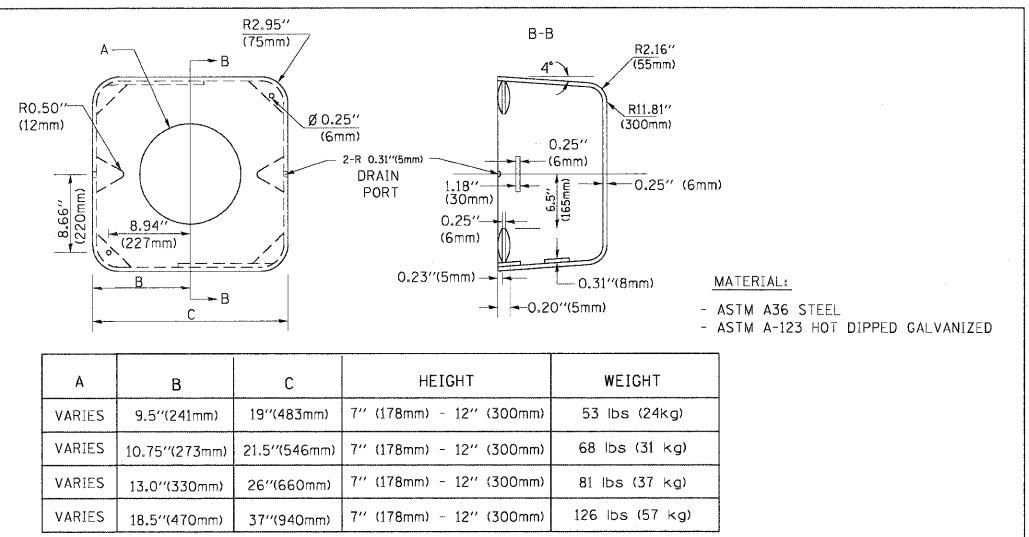 R2.95''
(75mm)
A
B
R0.50''
(12mm)
Ø 0.25''
(6mm)
2-R 0.31''(5mm)
DRAIN
PORT
8.66''
(220mm)
8.94''
(227mm)
B
B
C
B-B
4°
R2.16''
(55mm)
R11.81''
(300mm)
0.25''
(6mm)
1.18''
(30mm)
6.5''
(165mm)
0.25'' (6mm)
0.25''
(6mm)
0.23''(5mm)
0.31''(8mm)
0.20''(5mm)
MATERIAL:
- ASTM A36 STEEL
- ASTM A-123 HOT DIPPED GALVANIZED
A B C HEIGHT WEIGHT
VARIES 9.5''(241mm) 19''(483mm) 7'' (178mm) - 12'' (300mm) 53 lbs (24kg)
VARIES 10.75''(273mm) 21.5''(546mm) 7'' (178mm) - 12'' (300mm) 68 lbs (31 kg)
VARIES 13.0''(330mm) 26''(660mm) 7'' (178mm) - 12'' (300mm) 81 lbs (37 kg)
VARIES 18.5''(470mm) 37''(940mm) 7'' (178mm) - 12'' (300mm) 126 lbs (57 kg)